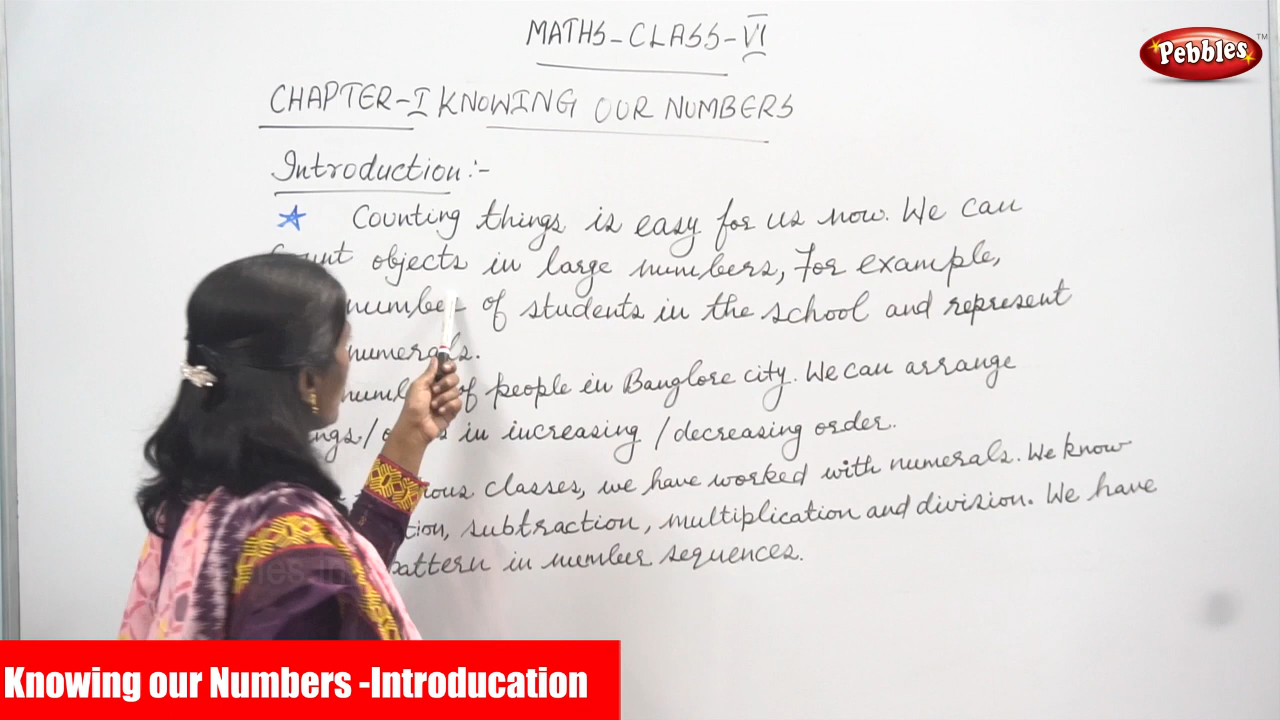 MATHS-CLASS-VI
Pebbles TM
CHAPTER-I KNOWING OUR NUMBERS
Introduction:-
Counting things is easy for us now. We can
objects in large numbers, for example,
number of students in the school and represent
numerals.
of people in Banglore city. We can arrange
in increasing / decreasing order.
classes, we have worked with numerals. We know
subtraction, multiplication and division. We have
pattern in number sequences.
Knowing our Numbers -Introducation